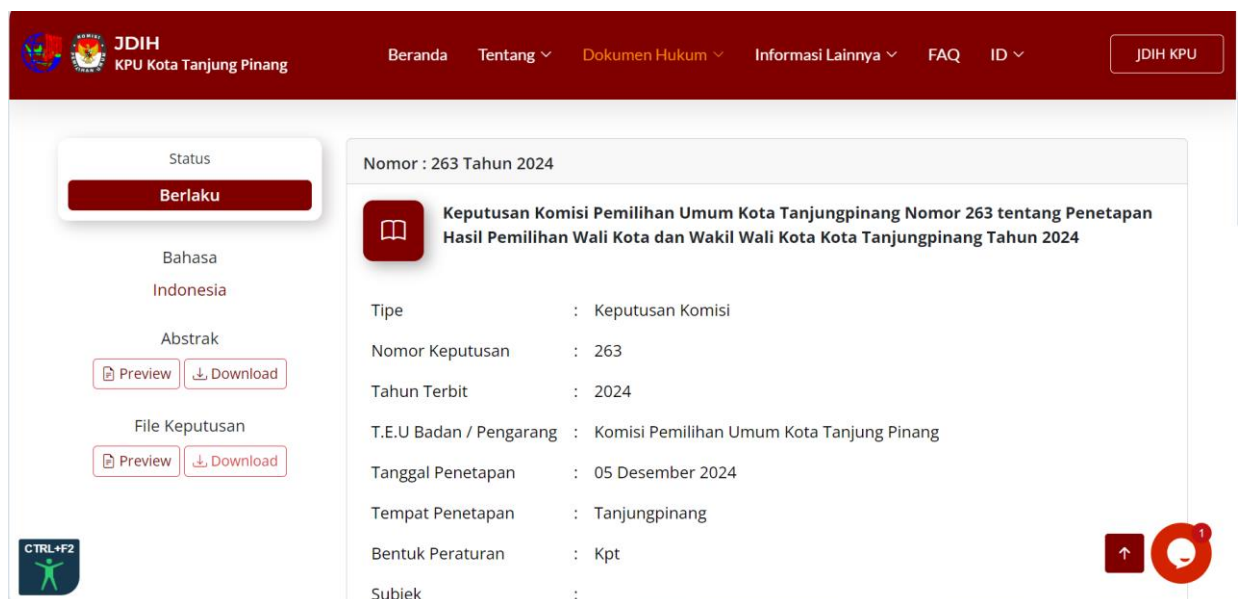 JDIH
KPU Kota Tanjung Pinang
Beranda Tentang Dokumen Hukum Informasi Lainnya FAQ ID JDIH KPU
Status
Berlaku
Bahasa
Indonesia
Abstrak
Preview Download
File Keputusan
Preview Download
Nomor : 263 Tahun 2024
Keputusan Komisi Pemilihan Umum Kota Tanjungpinang Nomor 263 tentang Penetapan
Hasil Pemilihan Wali Kota dan Wakil Wali Kota Kota Tanjungpinang Tahun 2024
Tipe : Keputusan Komisi
Nomor Keputusan : 263
Tahun Terbit : 2024
T.E.U Badan / Pengarang : Komisi Pemilihan Umum Kota Tanjung Pinang
Tanggal Penetapan : 05 Desember 2024
Tempat Penetapan : Tanjungpinang
Bentuk Peraturan : Kpt
Subjek :
CTRL+F2
1